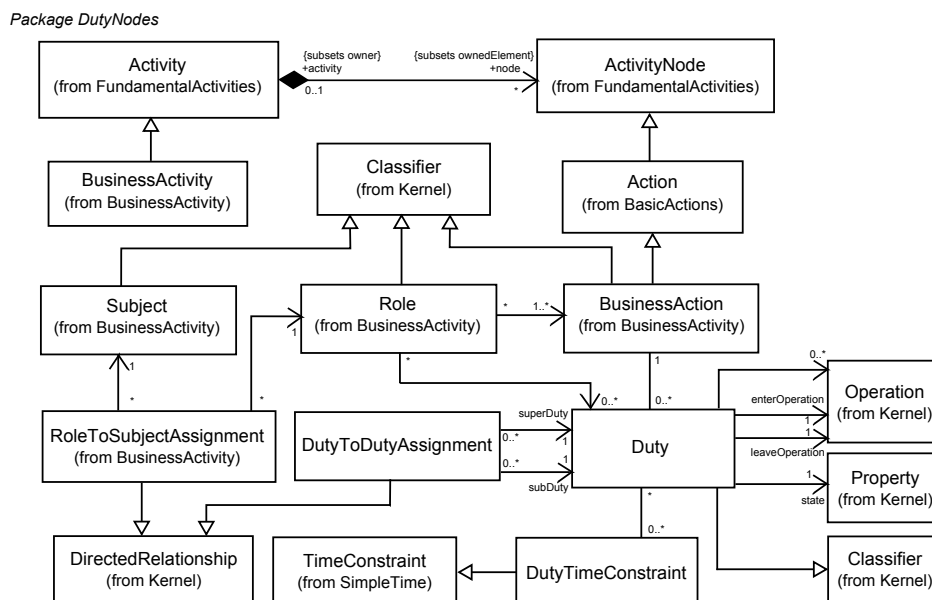 Package DutyNodes
Activity
(from FundamentalActivities)
{subsets owner}
+activity
0..1
{subsets ownedElement}
+node
*
ActivityNode
(from FundamentalActivities)
BusinessActivity
(from BusinessActivity)
Classifier
(from Kernel)
Action
(from BasicActions)
Subject
(from BusinessActivity)
1
Role
(from BusinessActivity)
*
1..*
BusinessAction
(from BusinessActivity)
1
*
*
*
1
0..*
0..*
0..*
Operation
(from Kernel)
enterOperation
1
1
leaveOperation
RoleToSubjectAssignment
(from BusinessActivity)
DutyToDutyAssignment
superDuty
0..*
1
0..*
1
subDuty
Duty
1
state
Property
(from Kernel)
*
0..*
DirectedRelationship
(from Kernel)
TimeConstraint
(from SimpleTime)
DutyTimeConstraint
Classifier
(from Kernel)